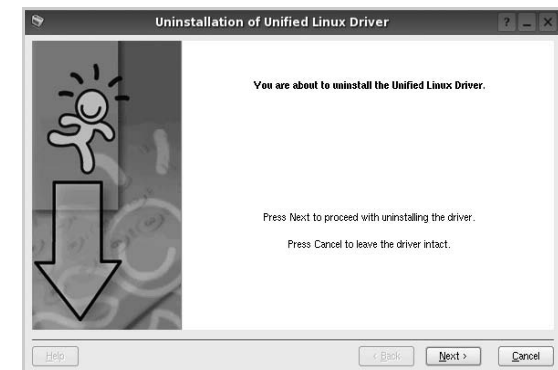 Uninstallation of Unified Linux Driver
? _ X
You are about to uninstall the Unified Linux Driver.
Press Next to proceed with uninstalling the driver.
Press Cancel to leave the driver intact.
Help < Back Next > Cancel